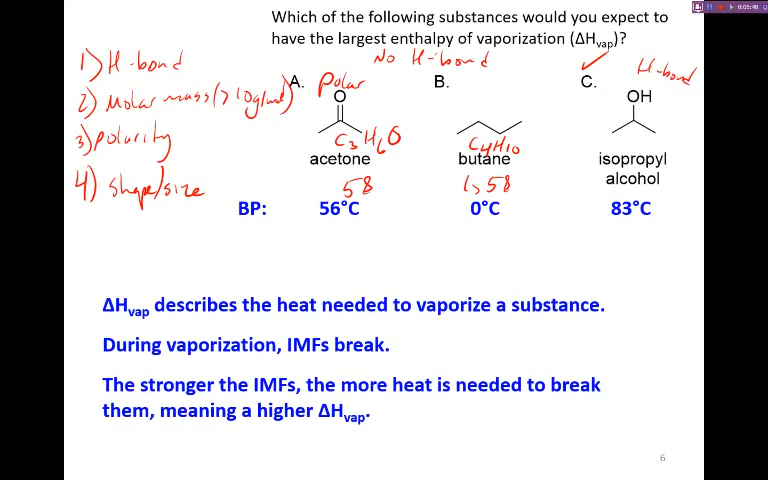 00:05:40
Which of the following substances would you expect to
have the largest enthalpy of vaporization (ΔHvap)?
1) H-bond
2) Molar mass (>10g/mol)
3) polarity
4) shape/size
No H-bond
A. Polar
B.
C. ✓ H-bond
O
OH
C3H6O
C4H10
acetone
butane
isopropyl
alcohol
58
58
BP: 56°C 0°C 83°C
ΔHvap describes the heat needed to vaporize a substance.
During vaporization, IMFs break.
The stronger the IMFs, the more heat is needed to break
them, meaning a higher ΔHvap.
6